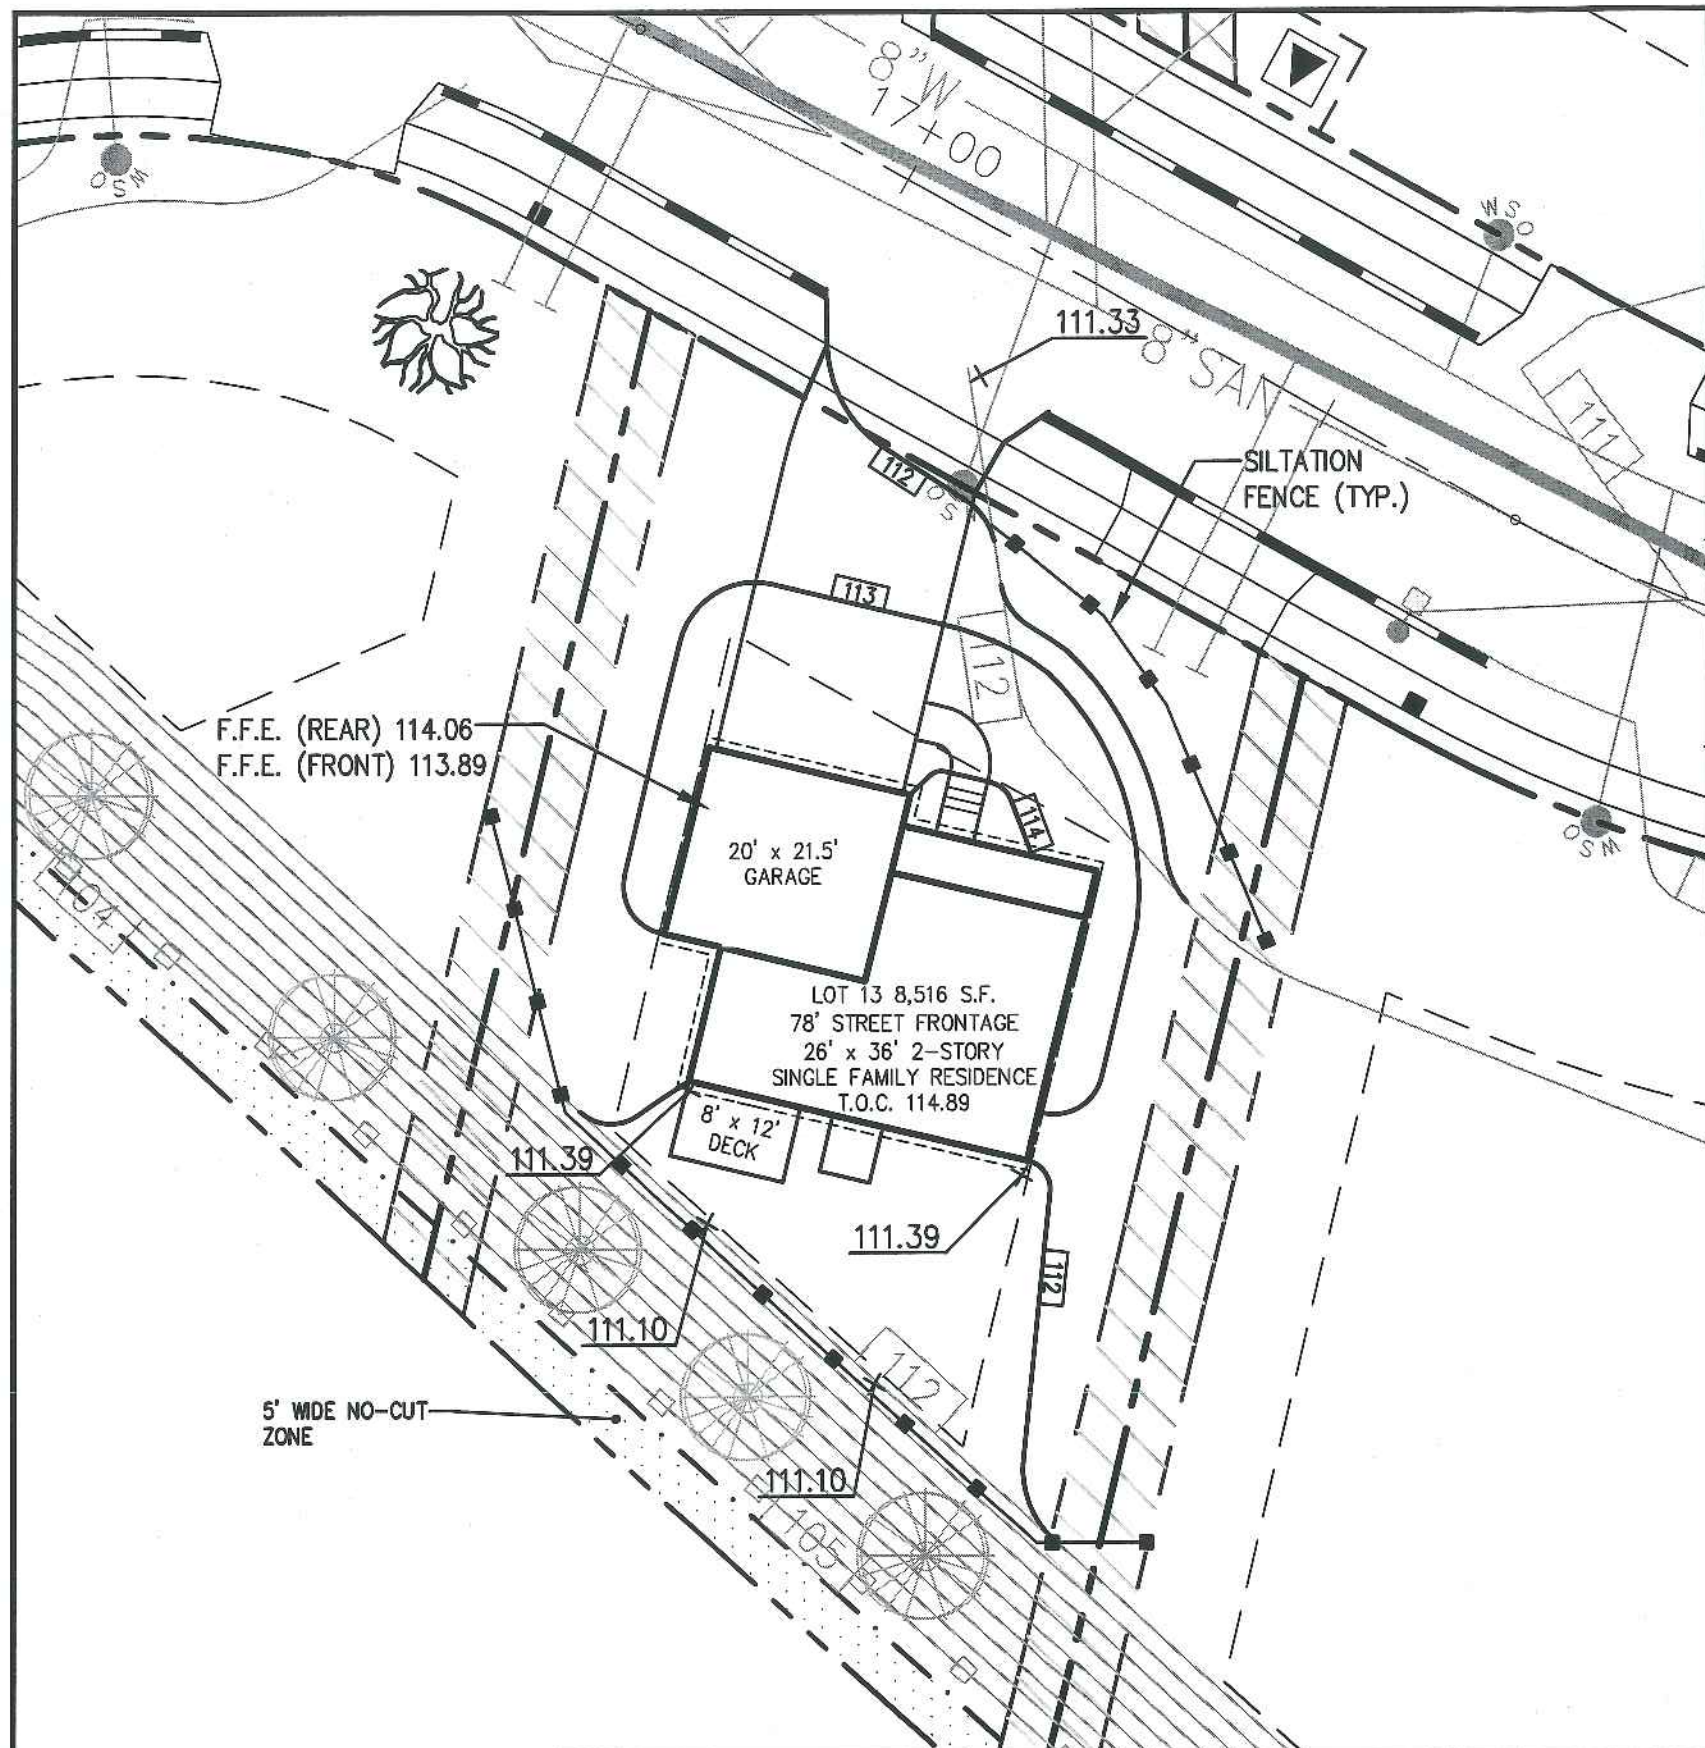 8"W
17+00
W S O
W S O
111.33
8"SAN
111
112
O S
SILTATION
FENCE (TYP.)
113
112
F.F.E. (REAR) 114.06
F.F.E. (FRONT) 113.89
114
20' x 21.5'
GARAGE
W S O
104
LOT 13 8,516 S.F.
78' STREET FRONTAGE
26' x 36' 2-STORY
SINGLE FAMILY RESIDENCE
T.O.C. 114.89
8' x 12'
DECK
111.39
111.39
112
111.10
112
5' WIDE NO-CUT
ZONE
111.10
105